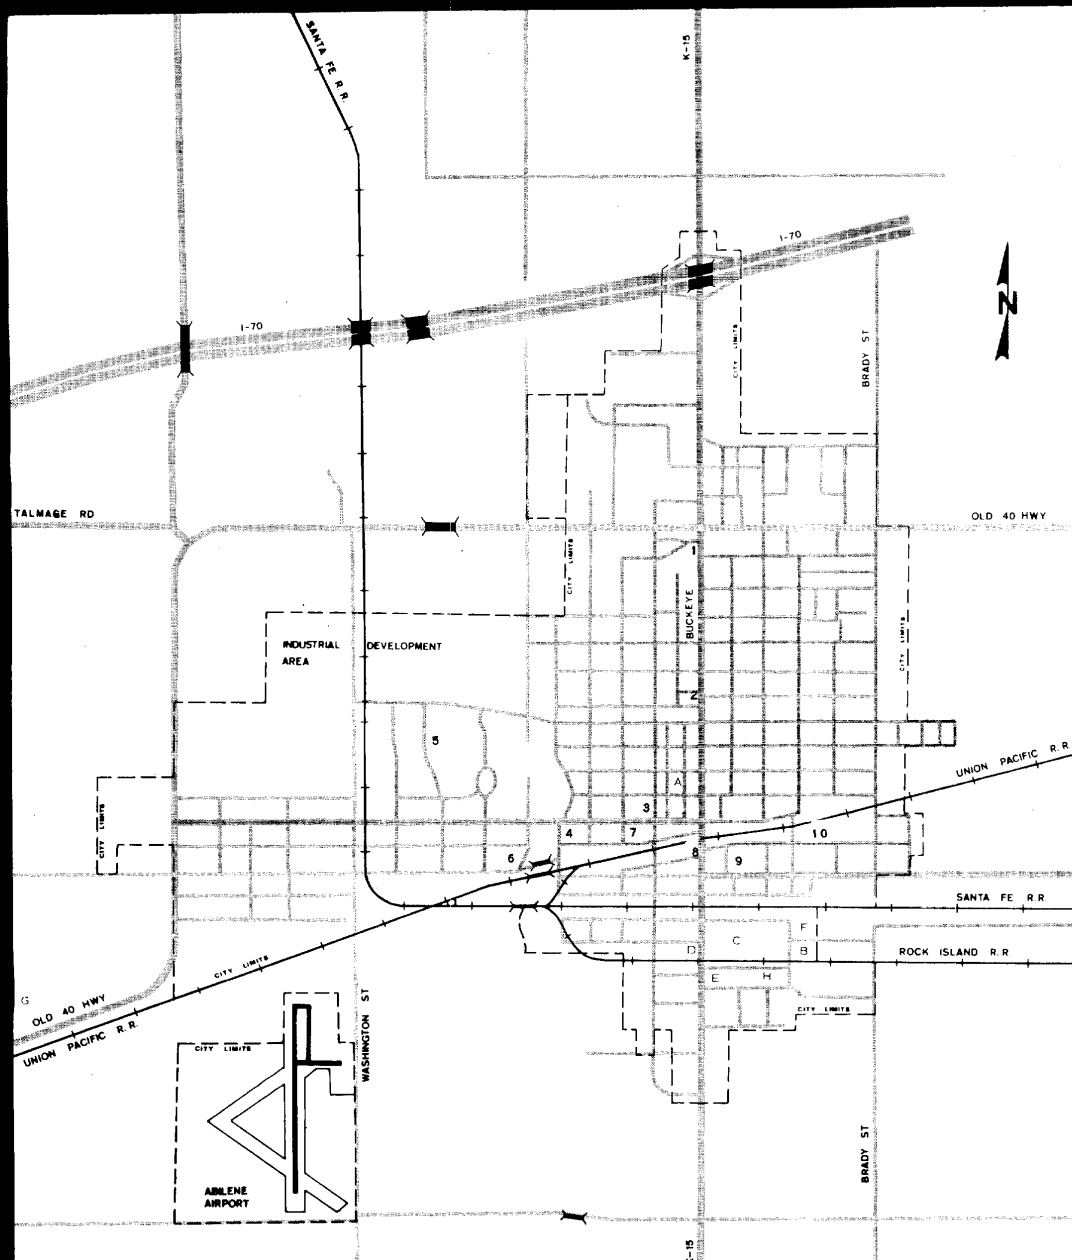 K-15
SANTA FE R.R.
I-70
I-70
N
CITY LIMITS
BRADY ST
TALMAGE RD
OLD 40 HWY
CITY LIMITS
1
BUCKEYE
CITY LIMITS
INDUSTRIAL DEVELOPMENT
AREA
2
5
UNION PACIFIC R.R.
A
3
CITY LIMITS
4
7
10
8
6
9
SANTA FE R.R.
F
C
D
B
ROCK ISLAND R.R.
CITY LIMITS
E
H
G
OLD 40 HWY
CITY LIMITS
UNION PACIFIC R.R.
WASHINGTON ST
CITY LIMITS
BRADY ST
ABILENE
AIRPORT
K-15